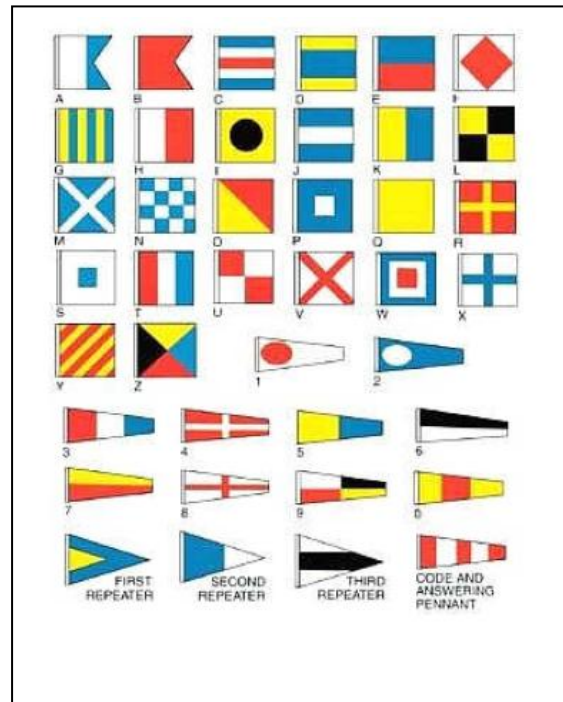 A B C D E F
G H I J K L
M N O P Q R
S T U V W X
Y Z 1 2
3 4 5 6
7 8 9 0
FIRST REPEATER SECOND REPEATER THIRD REPEATER CODE AND ANSWERING PENNANT